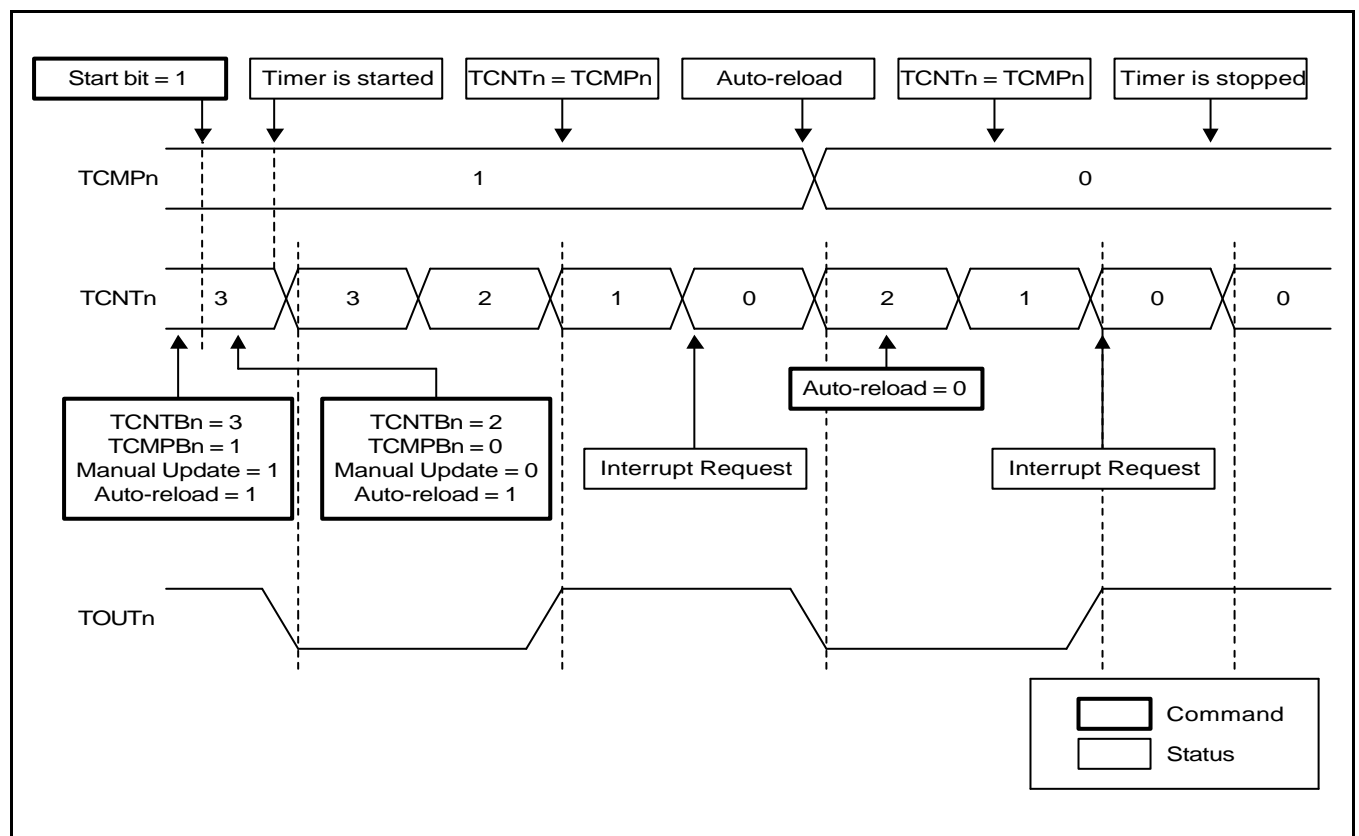 Start bit = 1
Timer is started
TCNTn = TCMPn
Auto-reload
TCNTn = TCMPn
Timer is stopped
TCMPn
1
0
TCNTn
3
3
2
1
0
2
1
0
0
TCNTBn = 3
TCMPBn = 1
Manual Update = 1
Auto-reload = 1
TCNTBn = 2
TCMPBn = 0
Manual Update = 0
Auto-reload = 1
Interrupt Request
Auto-reload = 0
Interrupt Request
TOUTn
Command
Status